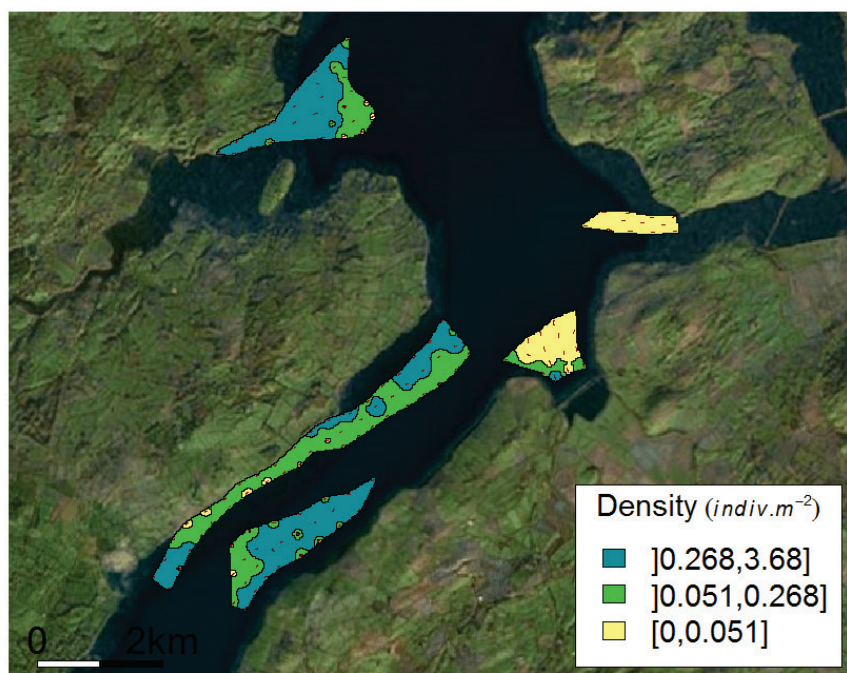 Density (indiv.m⁻²)
]0.268,3.68]
]0.051,0.268]
[0,0.051]
0 2km